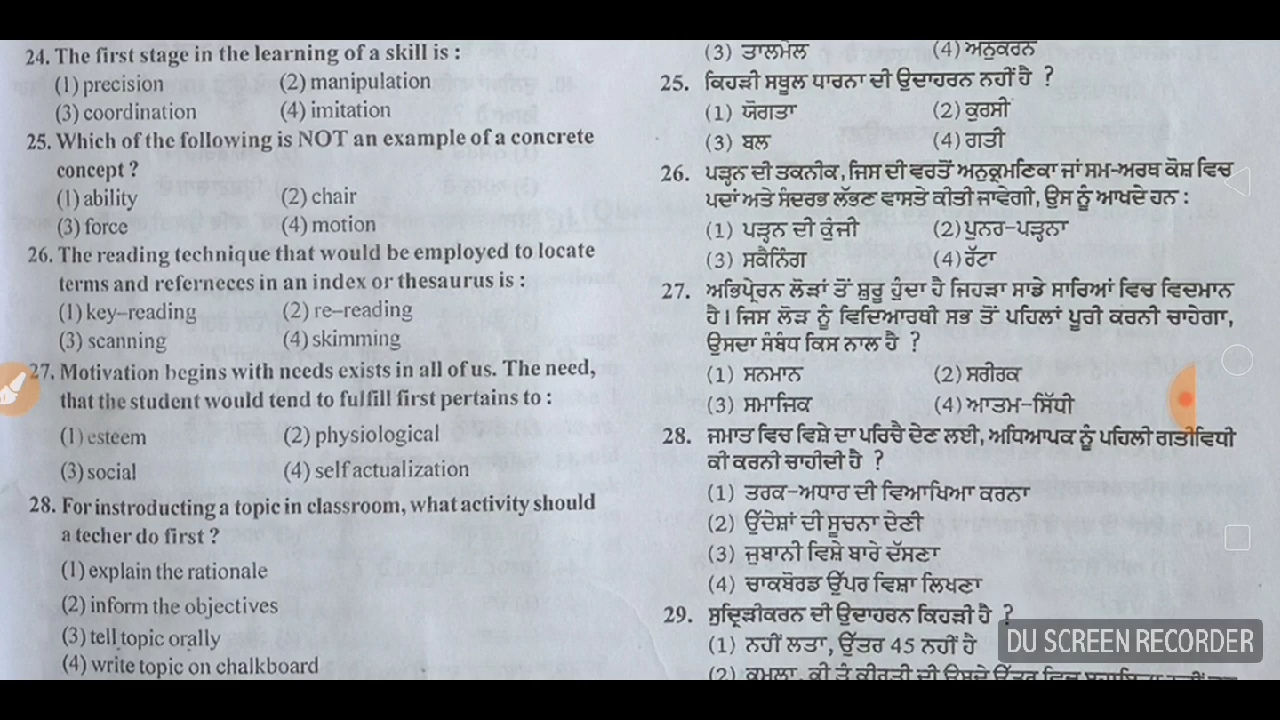 24. The first stage in the learning of a skill is :
(1) precision (2) manipulation
(3) coordination (4) imitation
25. Which of the following is NOT an example of a concrete
concept ?
(1) ability (2) chair
(3) force (4) motion
26. The reading technique that would be employed to locate
terms and referneces in an index or thesaurus is :
(1) key–reading (2) re–reading
(3) scanning (4) skimming
27. Motivation begins with needs exists in all of us. The need,
that the student would tend to fulfill first pertains to :
(1) esteem (2) physiological
(3) social (4) self actualization
28. For instroducting a topic in classroom, what activity should
a techer do first ?
(1) explain the rationale
(2) inform the objectives
(3) tell topic orally
(4) write topic on chalkboard
(3) ਤਾਲਮੇਲ (4) ਅਨੁਕਰਨ
25. ਕਿਹੜੀ ਸਥੂਲ ਧਾਰਨਾ ਦੀ ਉਦਾਹਰਨ ਨਹੀਂ ਹੈ ?
(1) ਯੋਗਤਾ (2) ਕੁਰਸੀ
(3) ਬਲ (4) ਗਤੀ
26. ਪੜ੍ਹਨ ਦੀ ਤਕਨੀਕ, ਜਿਸ ਦੀ ਵਰਤੋਂ ਅਨੁਕ੍ਰਮਣਿਕਾ ਜਾਂ ਸਮ-ਅਰਥ ਕੋਸ਼ ਵਿਚ
ਪਦਾਂ ਅਤੇ ਸੰਦਰਭ ਲੱਭਣ ਵਾਸਤੇ ਕੀਤੀ ਜਾਵੇਗੀ, ਉਸ ਨੂੰ ਆਖਦੇ ਹਨ :
(1) ਪੜ੍ਹਨ ਦੀ ਕੁੰਜੀ (2) ਪੁਨਰ-ਪੜ੍ਹਨਾ
(3) ਸਕੈਨਿੰਗ (4) ਰੱਟਾ
27. ਅਭਿਪ੍ਰੇਰਨ ਲੋੜਾਂ ਤੋਂ ਸ਼ੁਰੂ ਹੁੰਦਾ ਹੈ ਜਿਹੜਾ ਸਾਡੇ ਸਾਰਿਆਂ ਵਿਚ ਵਿਦਮਾਨ
ਹੈ। ਜਿਸ ਲੋੜ ਨੂੰ ਵਿਦਿਆਰਥੀ ਸਭ ਤੋਂ ਪਹਿਲਾਂ ਪੂਰੀ ਕਰਨੀ ਚਾਹੇਗਾ,
ਉਸਦਾ ਸੰਬੰਧ ਕਿਸ ਨਾਲ ਹੈ ?
(1) ਸਨਮਾਨ (2) ਸਰੀਰਕ
(3) ਸਮਾਜਿਕ (4) ਆਤਮ-ਸਿੱਧੀ
28. ਜਮਾਤ ਵਿਚ ਵਿਸ਼ੇ ਦਾ ਪਰਿਚੈ ਦੇਣ ਲਈ, ਅਧਿਆਪਕ ਨੂੰ ਪਹਿਲੀ ਗਤੀਵਿਧੀ
ਕੀ ਕਰਨੀ ਚਾਹੀਦੀ ਹੈ ?
(1) ਤਰਕ-ਅਧਾਰ ਦੀ ਵਿਆਖਿਆ ਕਰਨਾ
(2) ਉਦੇਸ਼ਾਂ ਦੀ ਸੂਚਨਾ ਦੇਣੀ
(3) ਜੁਬਾਨੀ ਵਿਸ਼ੇ ਬਾਰੇ ਦੱਸਣਾ
(4) ਚਾਕਬੋਰਡ ਉੱਪਰ ਵਿਸ਼ਾ ਲਿਖਣਾ
29. ਸੁਦ੍ਰਿੜੀਕਰਨ ਦੀ ਉਦਾਹਰਨ ਕਿਹੜੀ ਹੈ ?
(1) ਨਹੀਂ ਲਤਾ, ਉੱਤਰ 45 ਨਹੀਂ ਹੈ
(2) ਕਮਲਾ, ਕੀ ਤੂੰ
DU SCREEN RECORDER